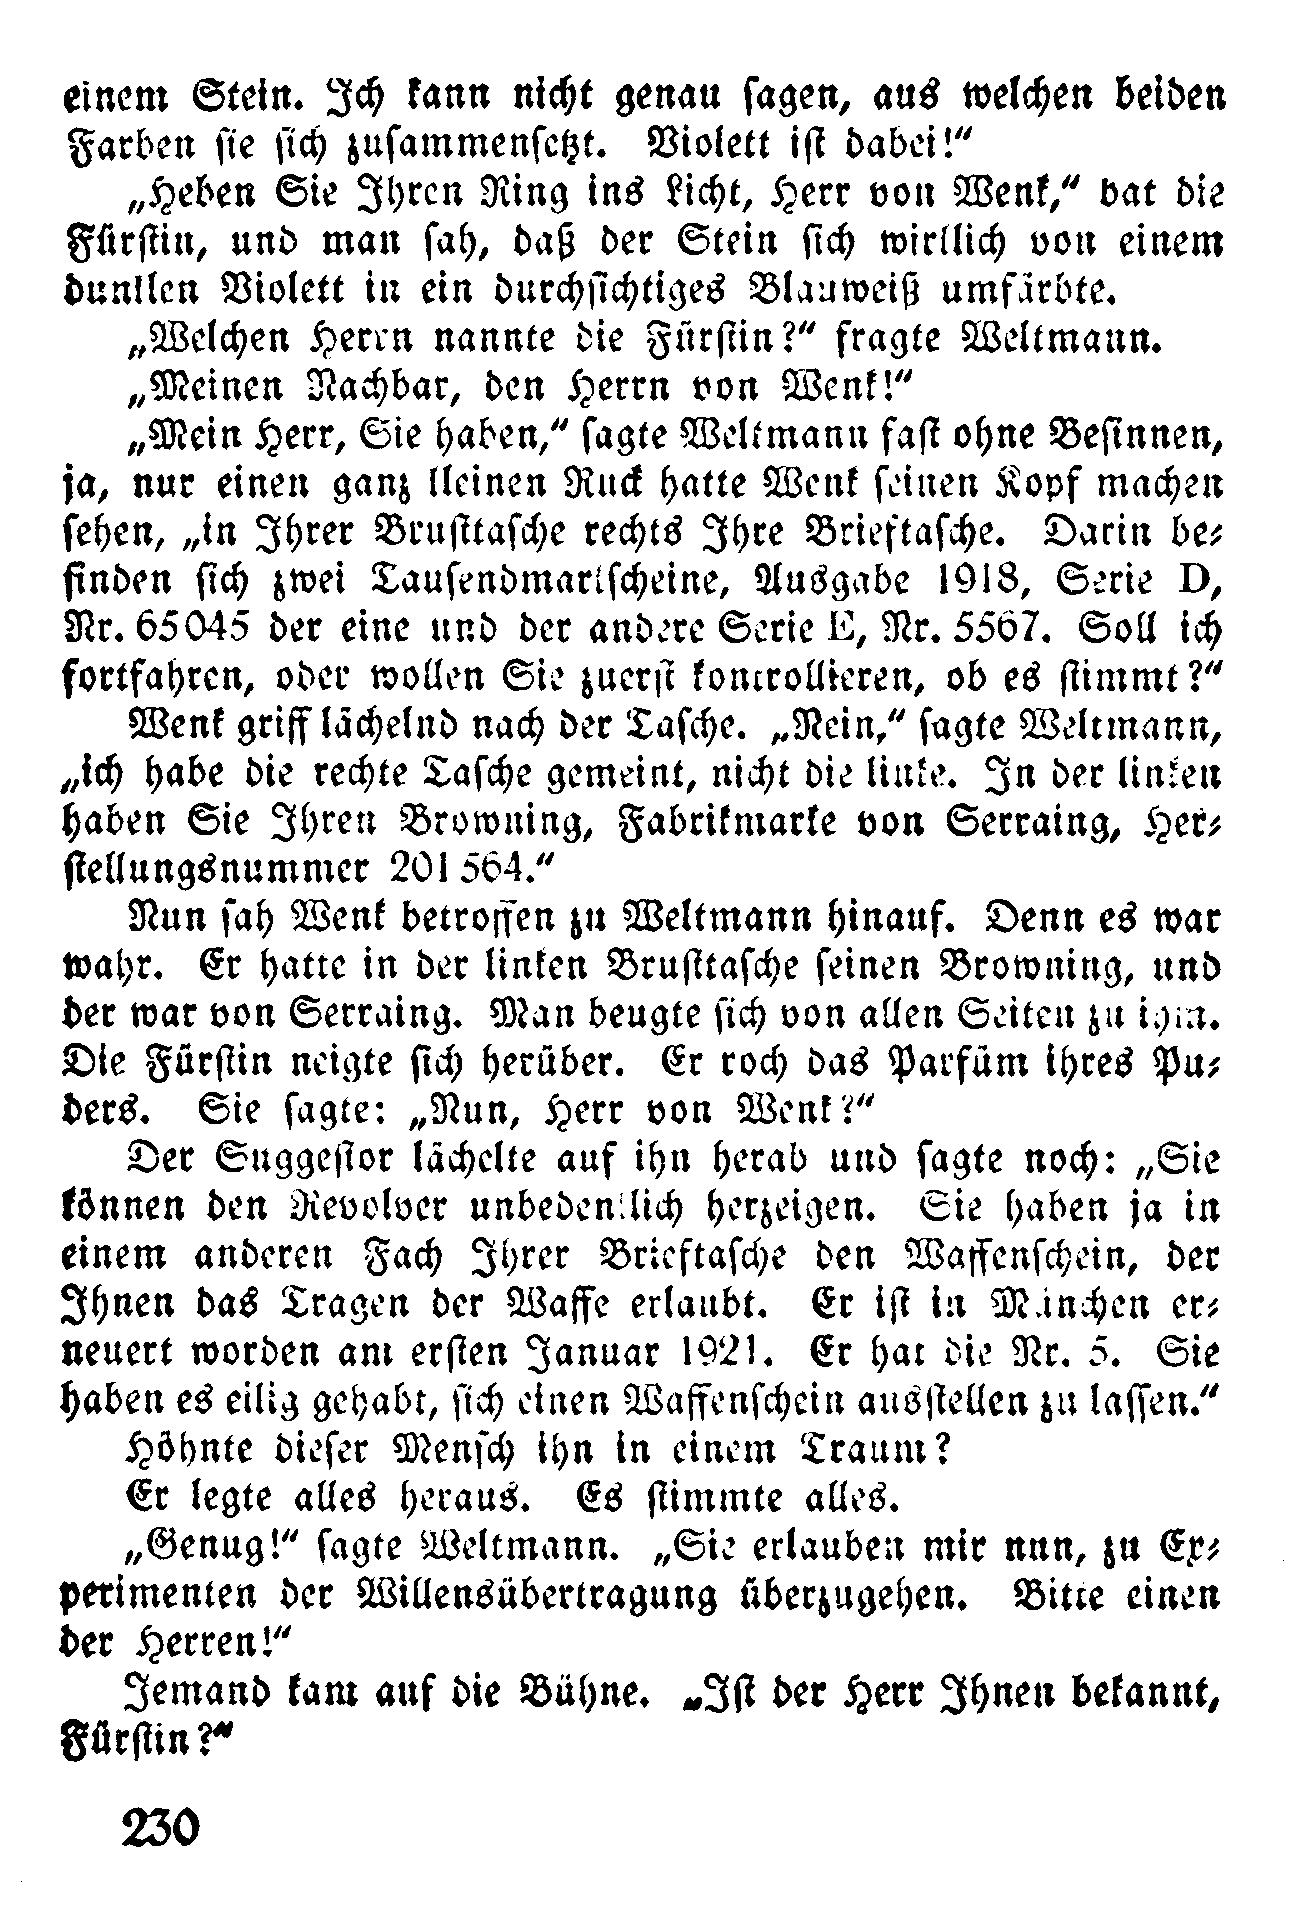 einem Stein. Ich kann nicht genau sagen, aus welchen beiden
Farben sie sich zusammensetzt. Violett ist dabei!“
„Heben Sie Ihren Ring ins Licht, Herr von Wenk,“ bat die
Fürstin, und man sah, daß der Stein sich wirklich von einem
dunklen Violett in ein durchsichtiges Blauweiß umfärbte.
„Welchen Herrn nannte die Fürstin?“ fragte Weltmann.
„Meinen Nachbar, den Herrn von Wenk!“
„Mein Herr, Sie haben,“ sagte Weltmann fast ohne Besinnen,
ja, nur einen ganz kleinen Ruck hatte Wenk seinen Kopf machen
sehen, „in Ihrer Brusttasche rechts Ihre Brieftasche. Darin be-
finden sich zwei Tausendmarkscheine, Ausgabe 1918, Serie D,
Nr. 65045 der eine und der andere Serie E, Nr. 5567. Soll ich
fortfahren, oder wollen Sie zuerst kontrollieren, ob es stimmt?“
Wenk griff lächelnd nach der Tasche. „Nein,“ sagte Weltmann,
„ich habe die rechte Tasche gemeint, nicht die linke. In der linken
haben Sie Ihren Browning, Fabrikmarke von Serraing, Her-
stellungsnummer 201564.“
Nun sah Wenk betroffen zu Weltmann hinauf. Denn es war
wahr. Er hatte in der linken Brusttasche seinen Browning, und
der war von Serraing. Man beugte sich von allen Seiten zu ihm.
Die Fürstin neigte sich herüber. Er roch das Parfüm ihres Pu-
ders. Sie sagte: „Nun, Herr von Wenk?“
Der Suggestor lächelte auf ihn herab und sagte noch: „Sie
können den Revolver unbedenklich herzeigen. Sie haben ja in
einem anderen Fach Ihrer Brieftasche den Waffenschein, der
Ihnen das Tragen der Waffe erlaubt. Er ist in München er-
neuert worden am ersten Januar 1921. Er hat die Nr. 5. Sie
haben es eilig gehabt, sich einen Waffenschein ausstellen zu lassen.“
Höhnte dieser Mensch ihn in einem Traum?
Er legte alles heraus. Es stimmte alles.
„Genug!“ sagte Weltmann. „Sie erlauben mir nun, zu Ex-
perimenten der Willensübertragung überzugehen. Bitte einen
der Herren!“
Jemand kam auf die Bühne. „Ist der Herr Ihnen bekannt,
Fürstin?“
230